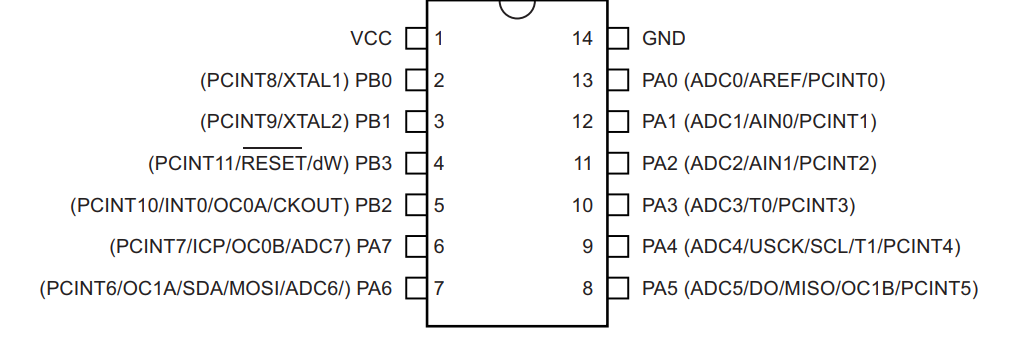 VCC 1 14 GND
(PCINT8/XTAL1) PB0 2 13 PA0 (ADC0/AREF/PCINT0)
(PCINT9/XTAL2) PB1 3 12 PA1 (ADC1/AIN0/PCINT1)
(PCINT11/RESET/dW) PB3 4 11 PA2 (ADC2/AIN1/PCINT2)
(PCINT10/INT0/OC0A/CKOUT) PB2 5 10 PA3 (ADC3/T0/PCINT3)
(PCINT7/ICP/OC0B/ADC7) PA7 6 9 PA4 (ADC4/USCK/SCL/T1/PCINT4)
(PCINT6/OC1A/SDA/MOSI/ADC6/) PA6 7 8 PA5 (ADC5/DO/MISO/OC1B/PCINT5)